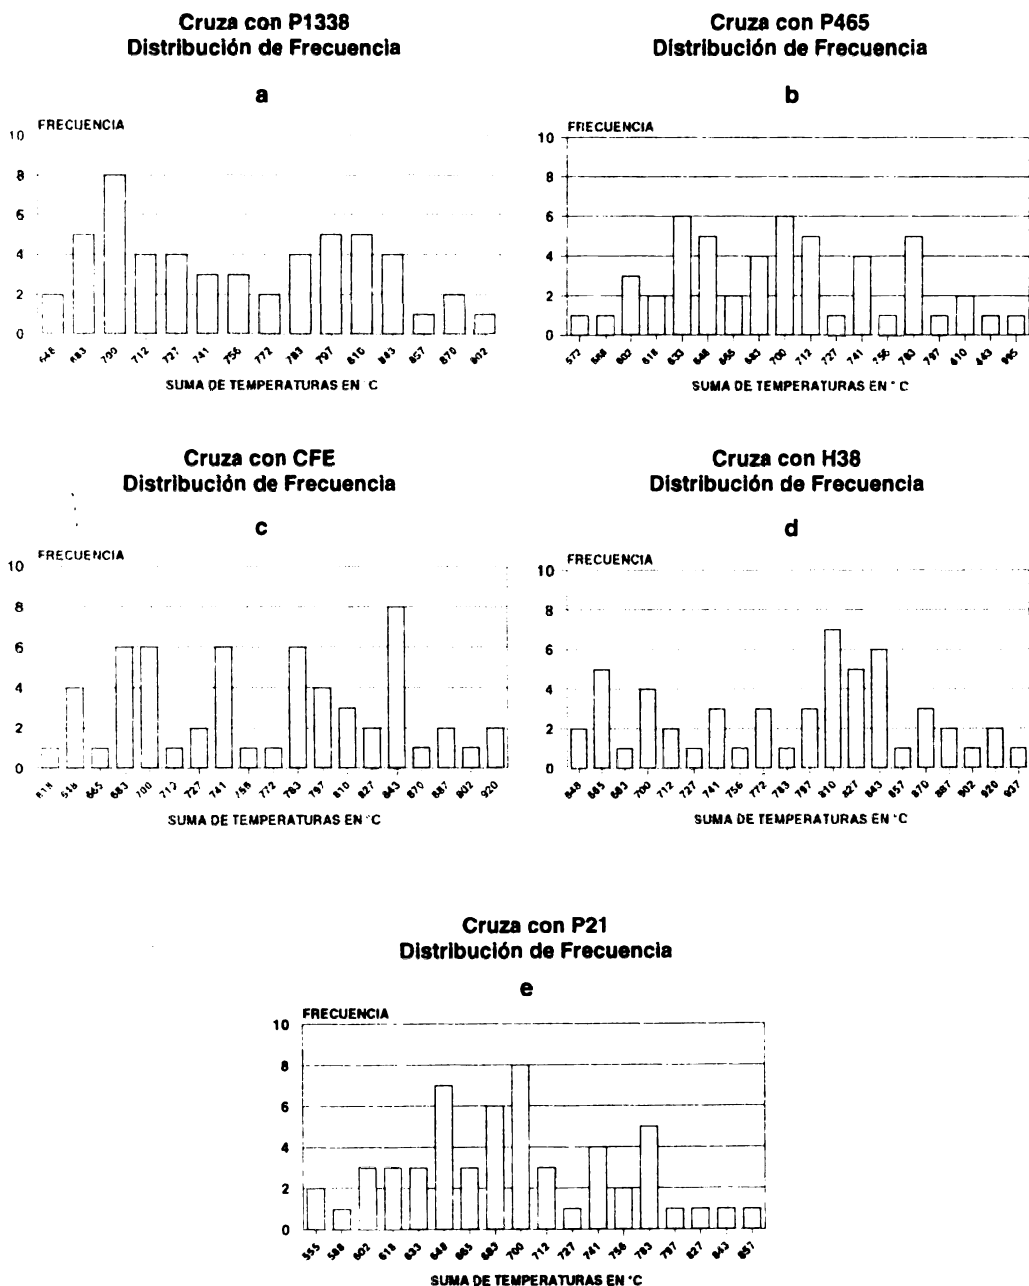 Cruza con P1338
Distribución de Frecuencia
a
FRECUENCIA
10
8
6
4
2
0
648 683 700 712 727 741 756 772 783 797 810 843 857 870 902
SUMA DE TEMPERATURAS EN °C
Cruza con P465
Distribución de Frecuencia
b
FRECUENCIA
10
8
6
4
2
0
572 588 602 618 633 648 665 683 700 712 727 741 756 783 797 810 843 895
SUMA DE TEMPERATURAS EN °C
Cruza con CFE
Distribución de Frecuencia
c
FRECUENCIA
10
8
6
4
2
0
618 648 665 683 700 712 727 741 756 772 783 797 810 827 843 870 887 902 920
SUMA DE TEMPERATURAS EN °C
Cruza con H38
Distribución de Frecuencia
d
FRECUENCIA
10
8
6
4
2
0
648 665 683 700 712 727 741 756 772 783 797 810 827 843 857 870 887 902 920 937
SUMA DE TEMPERATURAS EN °C
Cruza con P21
Distribución de Frecuencia
e
FRECUENCIA
10
8
6
4
2
0
555 588 602 618 633 648 665 683 700 712 727 741 756 783 797 827 843 857
SUMA DE TEMPERATURAS EN °C